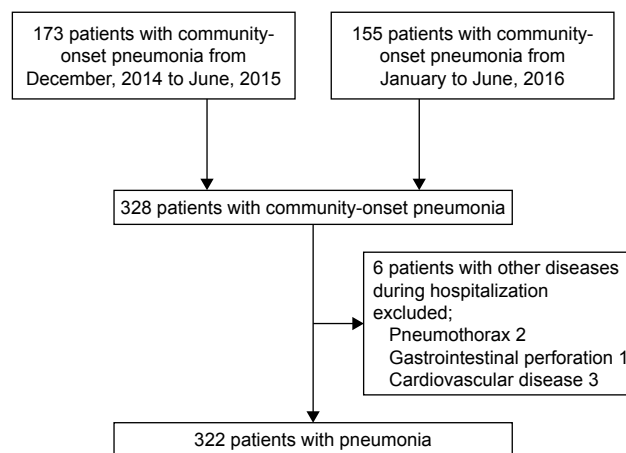 173 patients with community-
onset pneumonia from
December, 2014 to June, 2015
155 patients with community-
onset pneumonia from
January to June, 2016
328 patients with community-onset pneumonia
6 patients with other diseases
during hospitalization
excluded;
Pneumothorax 2
Gastrointestinal perforation 1
Cardiovascular disease 3
322 patients with pneumonia